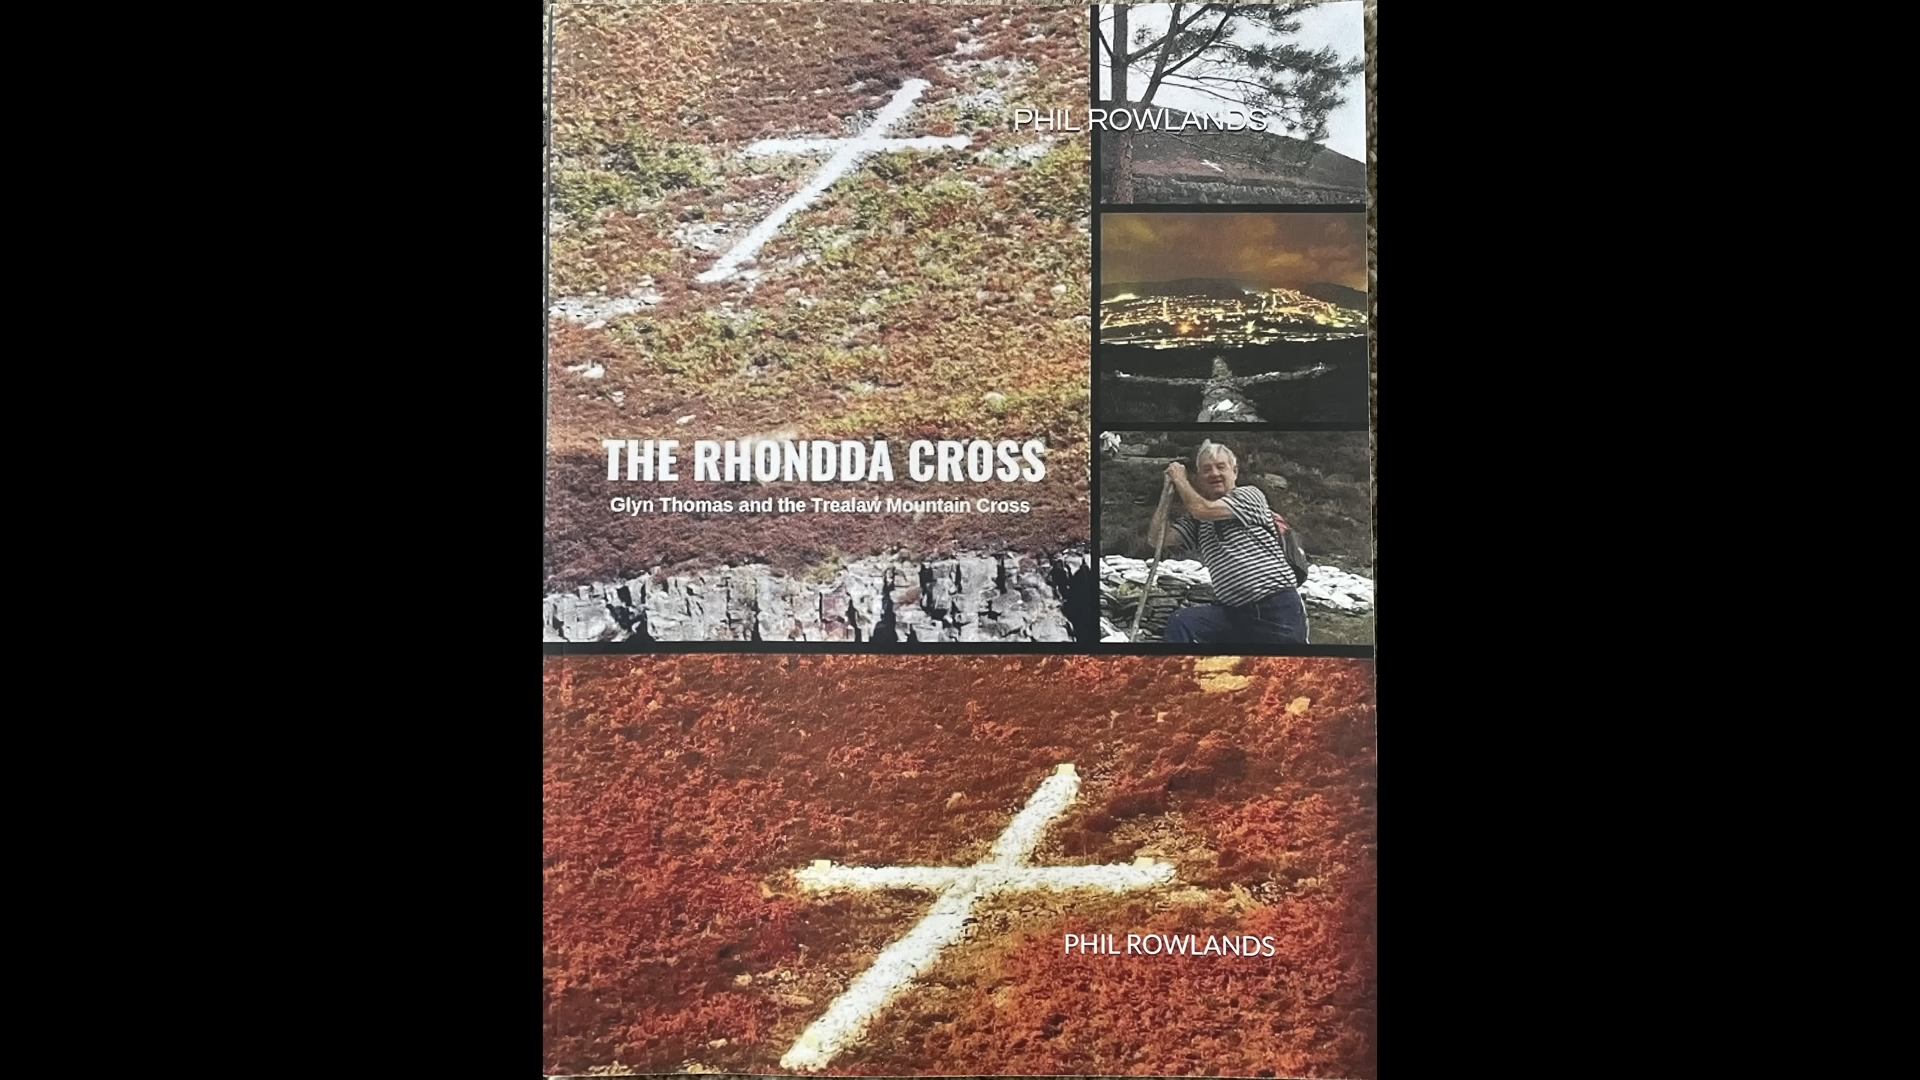 PHIL ROWLANDS
THE RHONDDA CROSS
Glyn Thomas and the Trealaw Mountain Cross
PHIL ROWLANDS